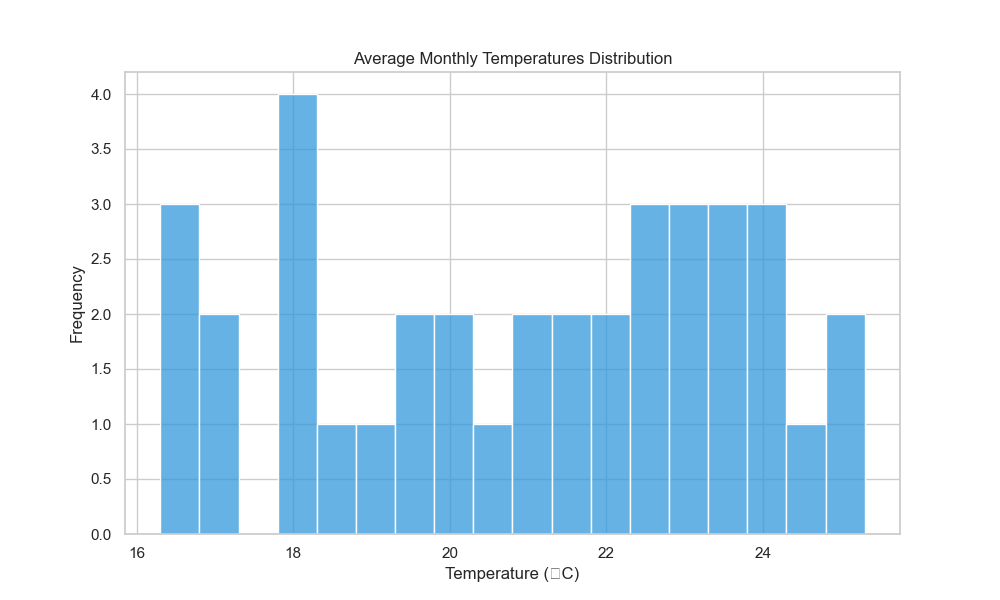 Average Monthly Temperatures Distribution
Frequency
4.0
3.5
3.0
2.5
2.0
1.5
1.0
0.5
0.0
16 18 20 22 24
Temperature (▯C)